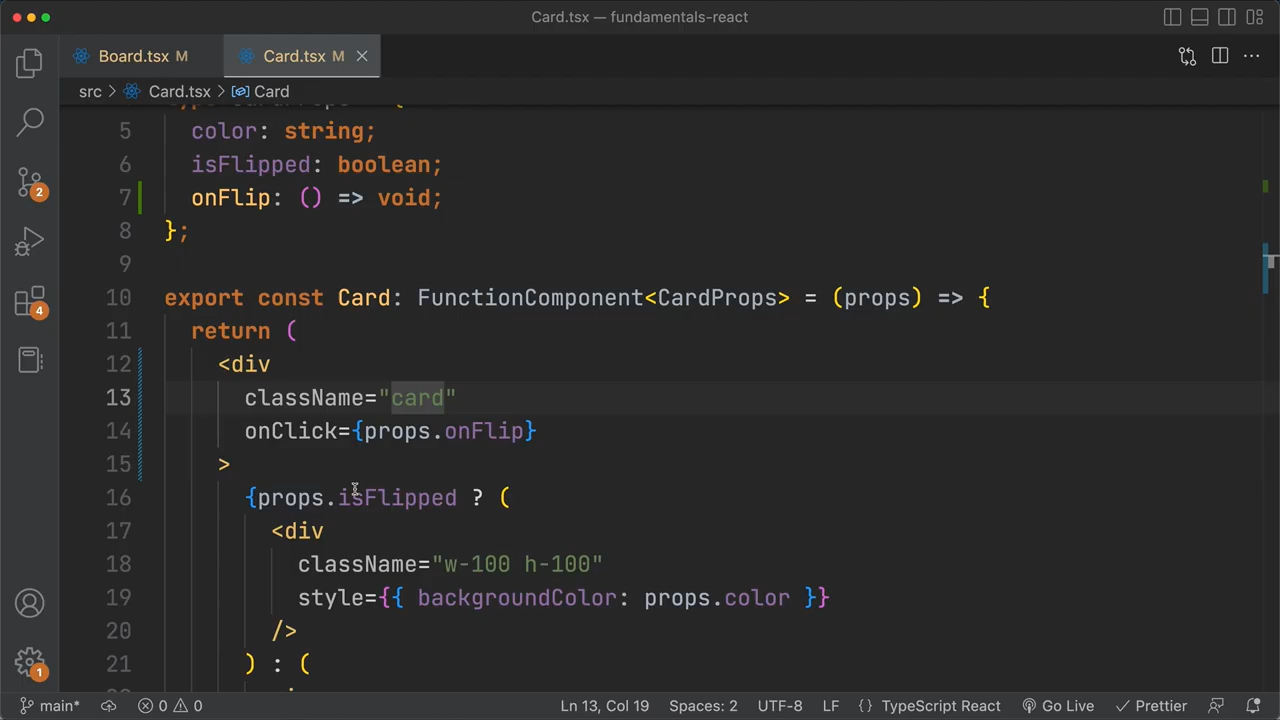 Card.tsx — fundamentals-react
Board.tsx M
Card.tsx M
src > Card.tsx > Card
5 color: string;
6 isFlipped: boolean;
7 onFlip: () => void;
8 };
9
10 export const Card: FunctionComponent<CardProps> = (props) => {
11 return (
12 <div
13 className="card"
14 onClick={props.onFlip}
15 >
16 {props.isFlipped ? (
17 <div
18 className="w-100 h-100"
19 style={{ backgroundColor: props.color }}
20 />
21 ) : (
2
4
1
main* 0 0 Ln 13, Col 19 Spaces: 2 UTF-8 LF {} TypeScript React Go Live Prettier